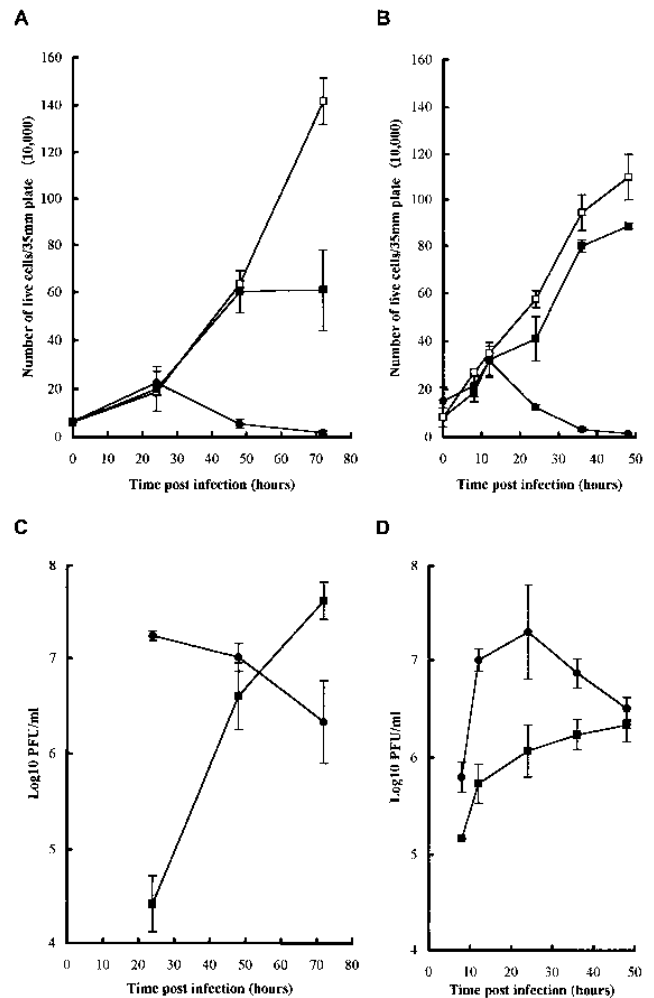 A
Number of live cells/35mm plate (10,000)
160
140
120
100
80
60
40
20
0
0 10 20 30 40 50 60 70 80
Time post infection (hours)
B
Number of live cells/35mm plate (10,000)
160
140
120
100
80
60
40
20
0
0 10 20 30 40 50
Time post infection (hours)
C
Log10 PFU/ml
8
7
6
5
4
0 10 20 30 40 50 60 70 80
Time post infection (hours)
D
Log10 PFU/ml
8
7
6
5
4
0 10 20 30 40 50
Time post infection (hours)